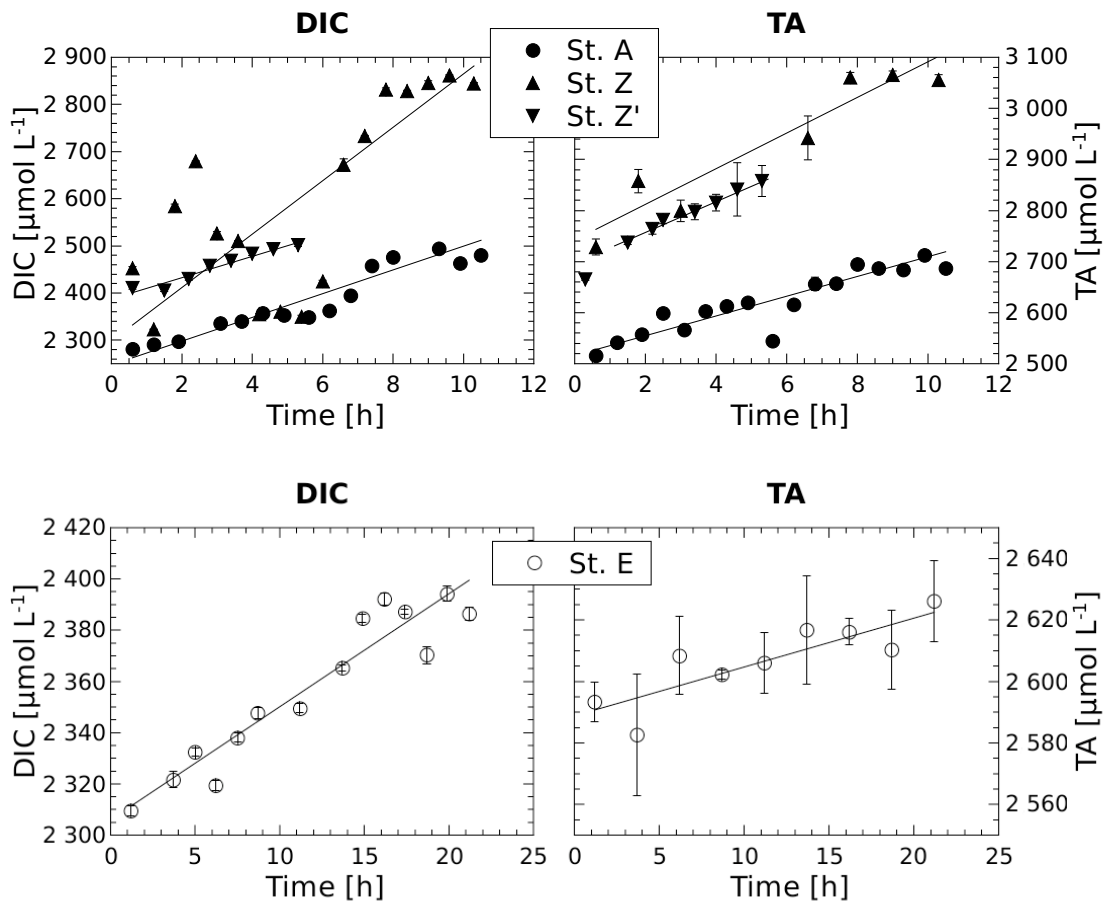 DIC TA
St. A
St. Z
St. Z'
2 900
2 800
2 700
2 600
2 500
2 400
2 300
DIC [µmol L-1]
0 2 4 6 8 10 12
Time [h]
3 100
3 000
2 900
2 800
2 700
2 600
2 500
TA [µmol L-1]
0 2 4 6 8 10 12
Time [h]
DIC TA
St. E
2 420
2 400
2 380
2 360
2 340
2 320
2 300
DIC [µmol L-1]
0 5 10 15 20 25
Time [h]
2 640
2 620
2 600
2 580
2 560
TA [µmol L-1]
0 5 10 15 20 25
Time [h]